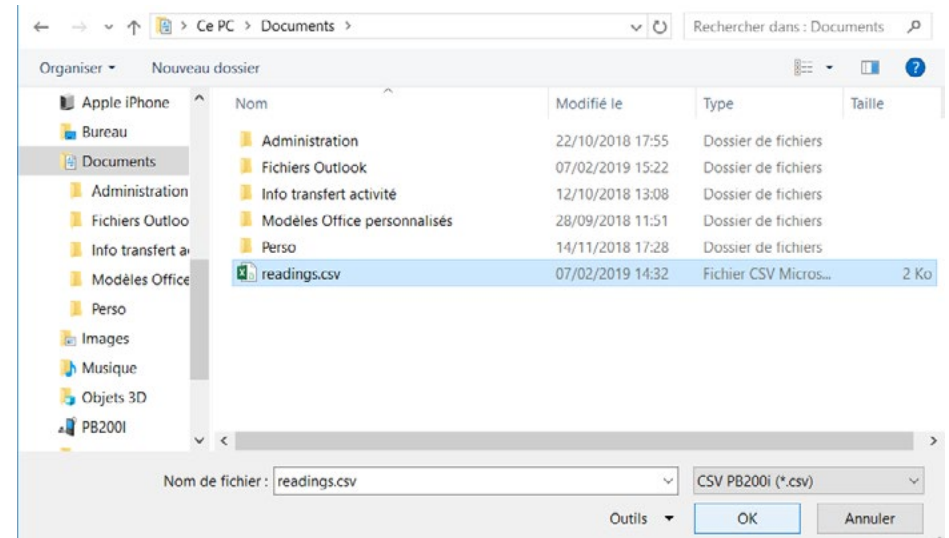 Ce PC > Documents >
Rechercher dans : Documents
Organiser
Nouveau dossier
Apple iPhone
Bureau
Documents
Administration
Fichiers Outloo
Info transfert a
Modèles Office
Perso
Images
Musique
Objets 3D
PB200I
Nom Modifié le Type Taille
Administration 22/10/2018 17:55 Dossier de fichiers
Fichiers Outlook 07/02/2019 15:22 Dossier de fichiers
Info transfert activité 12/10/2018 13:08 Dossier de fichiers
Modèles Office personnalisés 28/09/2018 11:51 Dossier de fichiers
Perso 14/11/2018 17:28 Dossier de fichiers
readings.csv 07/02/2019 14:32 Fichier CSV Micros... 2 Ko
Nom de fichier : readings.csv
CSV PB200i (*.csv)
Outils
OK
Annuler